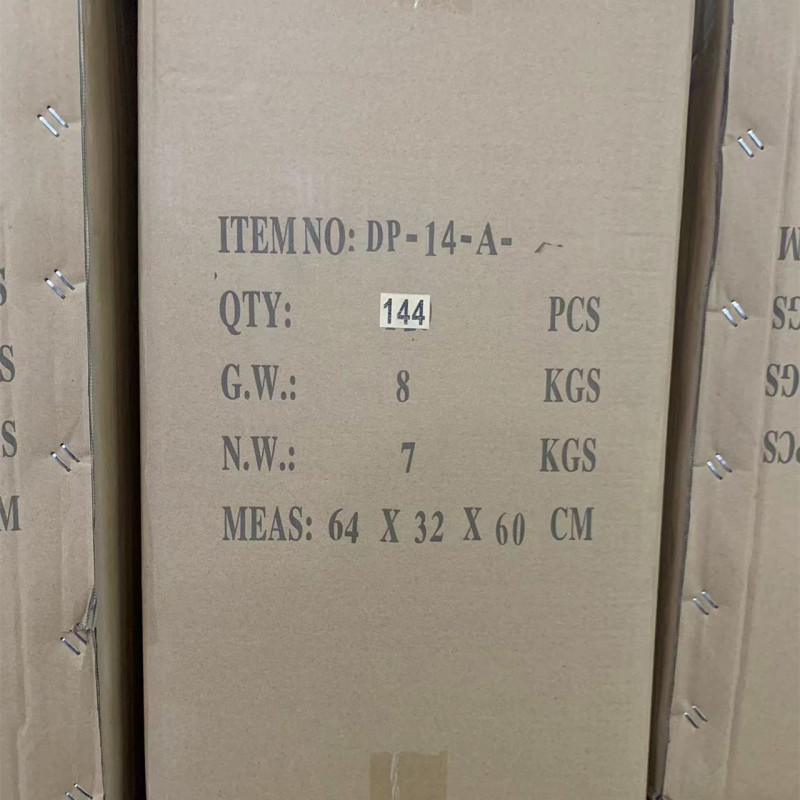 ITEM NO: DP-14-A-
QTY: 144 PCS
G.W.: 8 KGS
N.W.: 7 KGS
MEAS: 64 X 32 X 60 CM